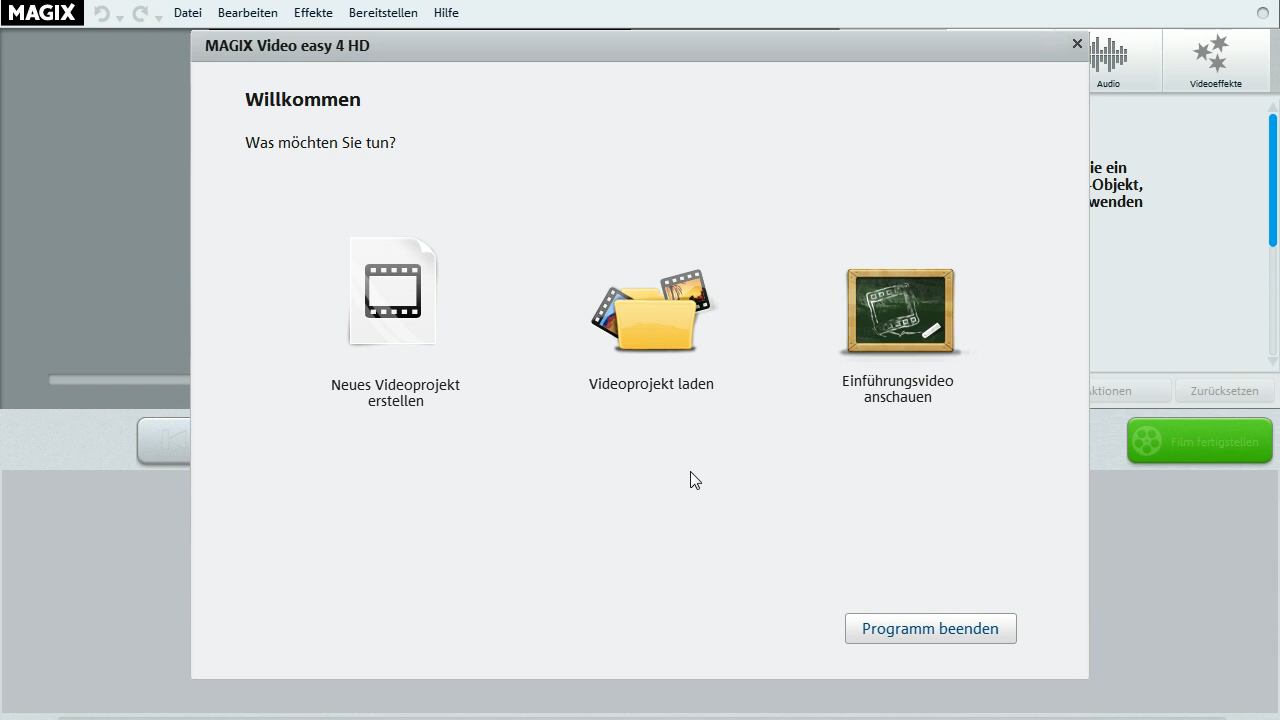 MAGIX
Datei Bearbeiten Effekte Bereitstellen Hilfe
MAGIX Video easy 4 HD
Audio
Videoeffekte
Willkommen
Was möchten Sie tun?
ie ein
-Objekt,
wenden
Neues Videoprojekt
erstellen
Videoprojekt laden
Einführungsvideo
anschauen
ktionen
Zurücksetzen
Film fertigstellen
Programm beenden